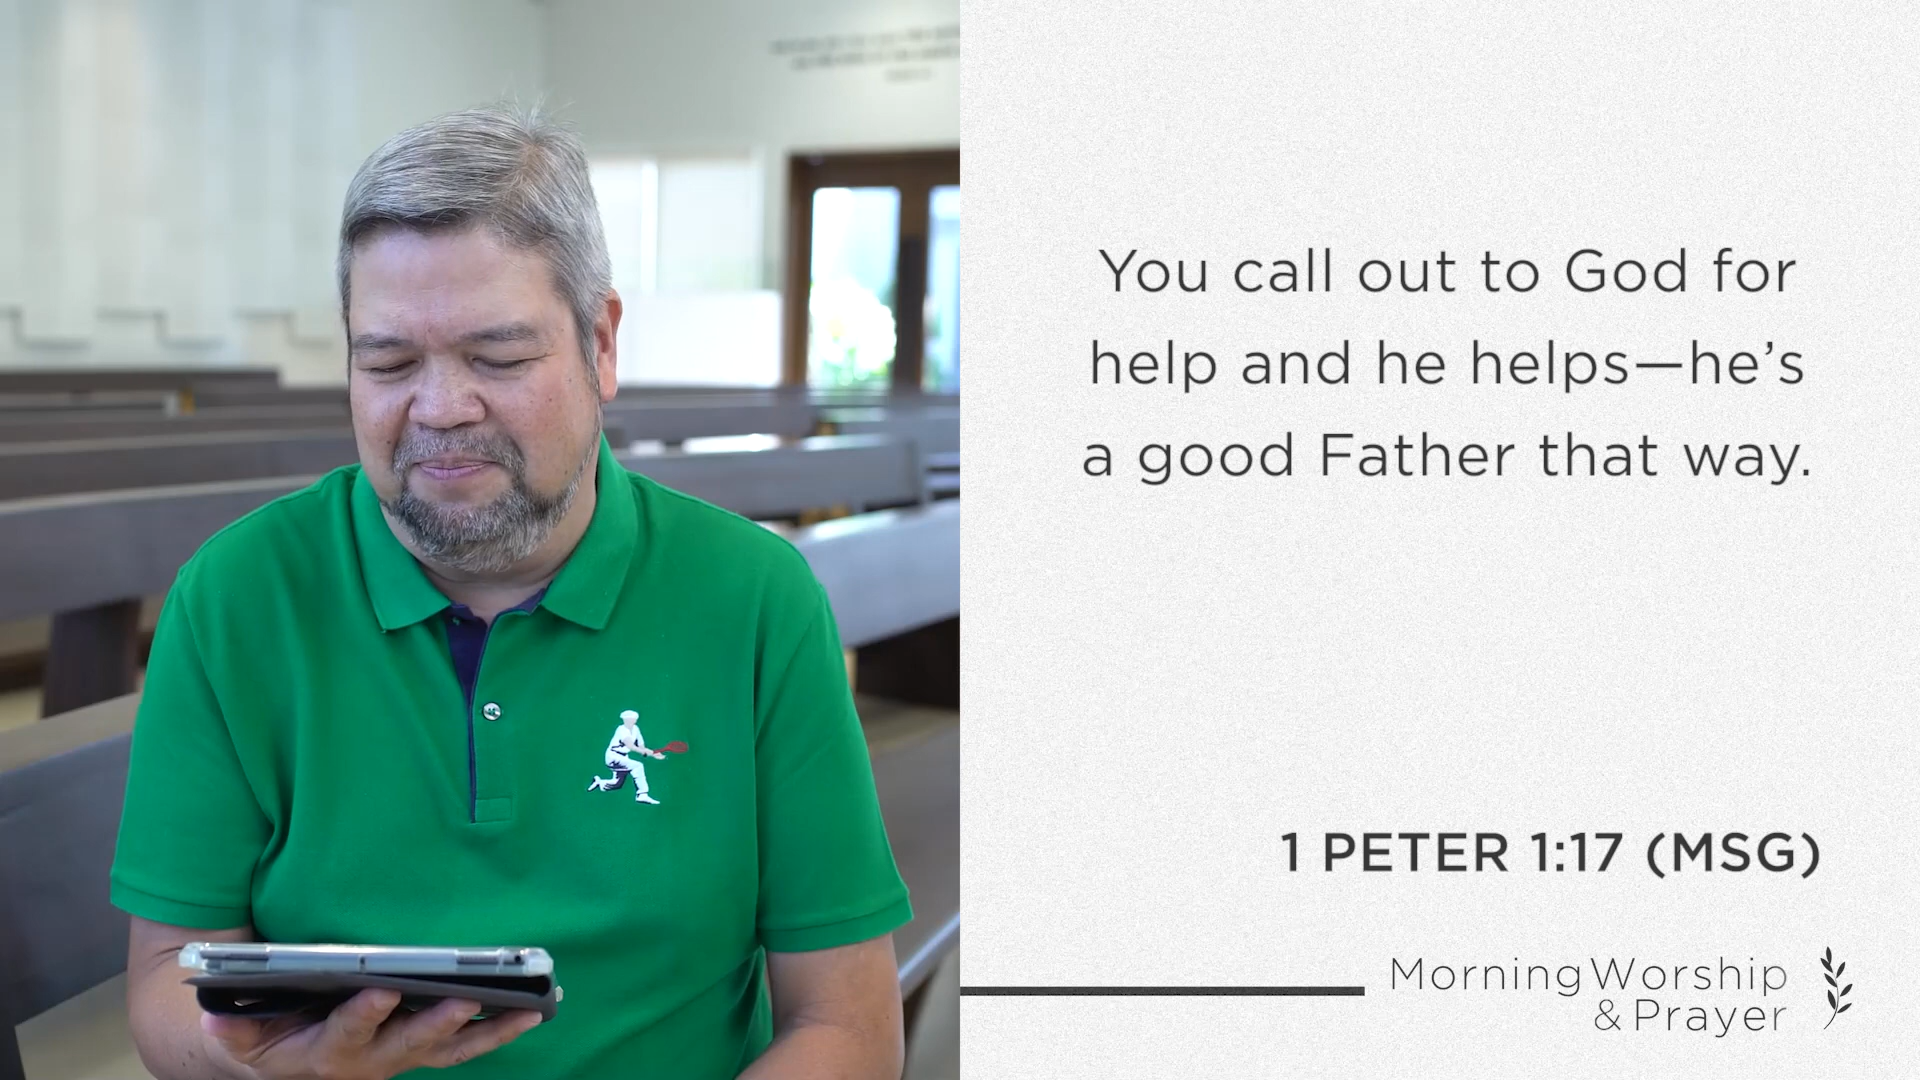 You call out to God for
help and he helps—he’s
a good Father that way.
1 PETER 1:17 (MSG)
Morning Worship
& Prayer